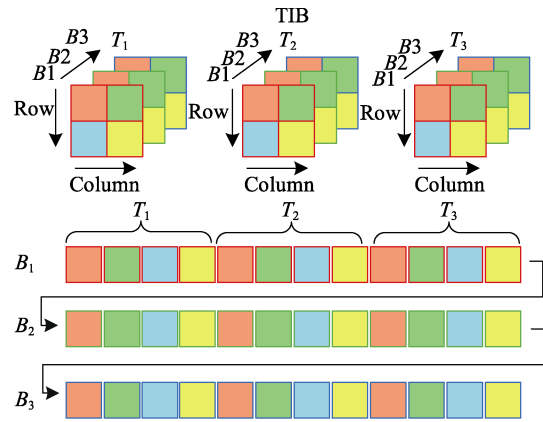 TIB
B3 T₁
B2
B1
Row
Column
B3 T₂
B2
B1
Row
Column
B3 T₃
B2
B1
Row
Column
T₁ T₂ T₃
B₁
B₂
B₃